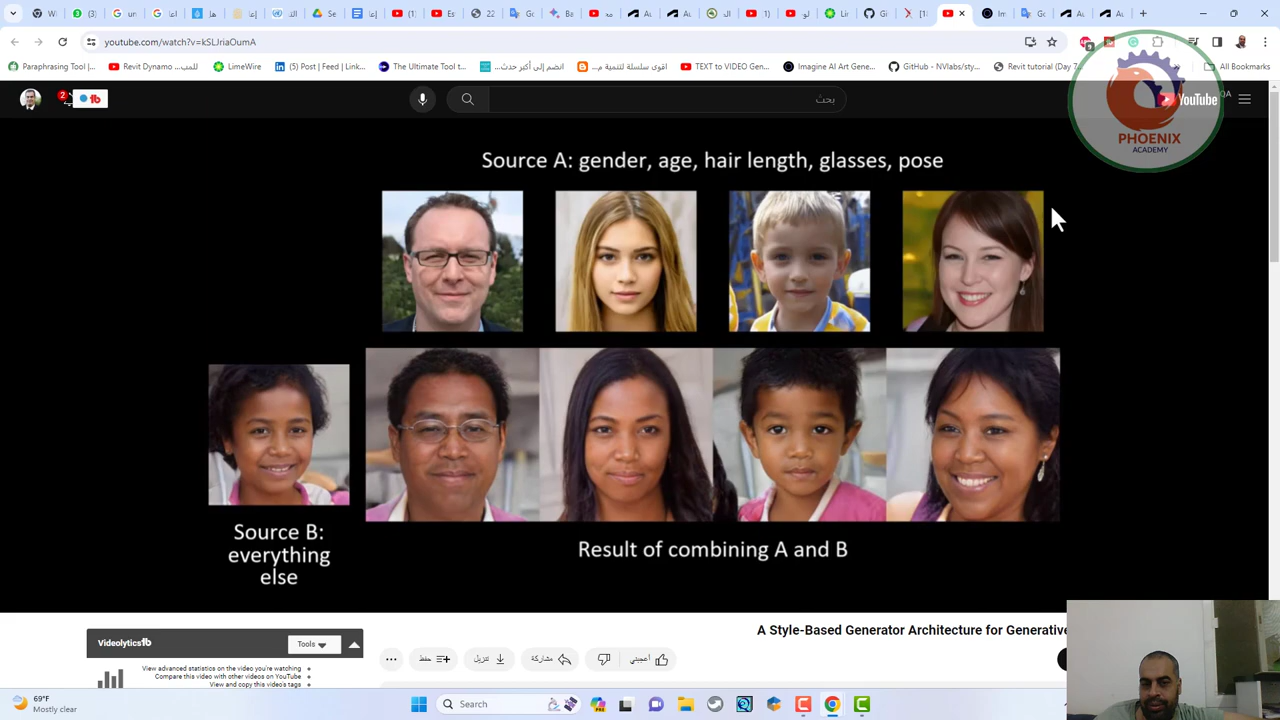 youtube.com/watch?v=kSLJriaOumA
Paraphrasing Tool |...
Revit Dynamo للمب...
LimeWire
(5) Post | Feed | Link...
The Ultimate Guid...
انضم إلى أكثر حدث...
أقوى سلسلة للتنمية م...
TEXT to VIDEO Gen...
Imagine AI Art Gene...
GitHub - NVlabs/sty...
Revit tutorial (Day 7...
All Bookmarks
بحث
YouTube
QA
PHOENIX
ACADEMY
Source A: gender, age, hair length, glasses, pose
Source B:
everything
else
Result of combining A and B
A Style-Based Generator Architecture for Generative
Videolytics
Tools
View advanced statistics on the video you're watching
Compare this video with other videos on YouTube
View and copy this video's tags
حفظ
تنزيل
مشاركة
أعجبني
69°F
Mostly clear
Search